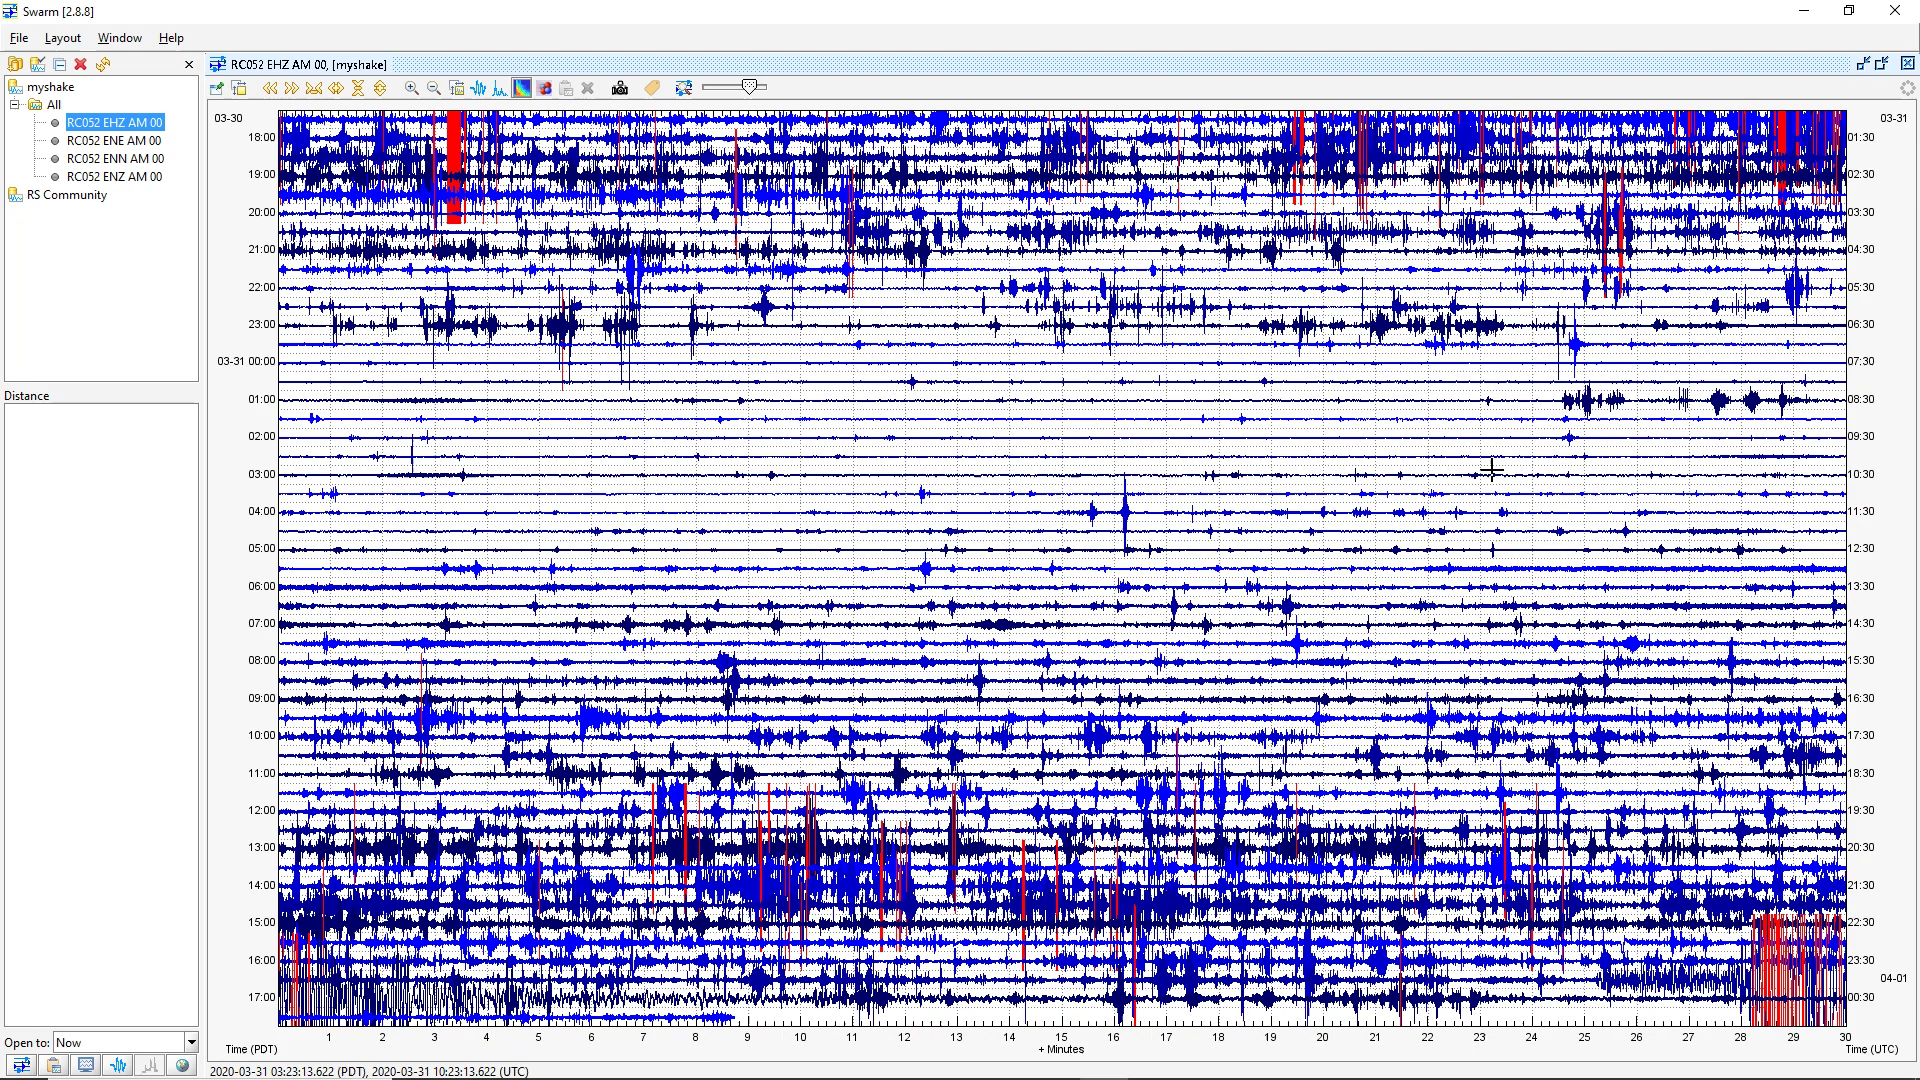 Swarm [2.8.8]
File Layout Window Help
RC052 EHZ AM 00, [myshake]
myshake
All
RC052 EHZ AM 00
RC052 ENE AM 00
RC052 ENN AM 00
RC052 ENZ AM 00
RS Community
Distance
Open to: Now
03-30 03-31
18:00 01:30
19:00 02:30
20:00 03:30
21:00 04:30
22:00 05:30
23:00 06:30
03-31 00:00 07:30
01:00 08:30
02:00 09:30
03:00 10:30
04:00 11:30
05:00 12:30
06:00 13:30
07:00 14:30
08:00 15:30
09:00 16:30
10:00 17:30
11:00 18:30
12:00 19:30
13:00 20:30
14:00 21:30
15:00 22:30
16:00 23:30
04-01
17:00 00:30
1 2 3 4 5 6 7 8 9 10 11 12 13 14 15 16 17 18 19 20 21 22 23 24 25 26 27 28 29 30
Time (PDT) + Minutes Time (UTC)
2020-03-31 03:23:13.622 (PDT), 2020-03-31 10:23:13.622 (UTC)